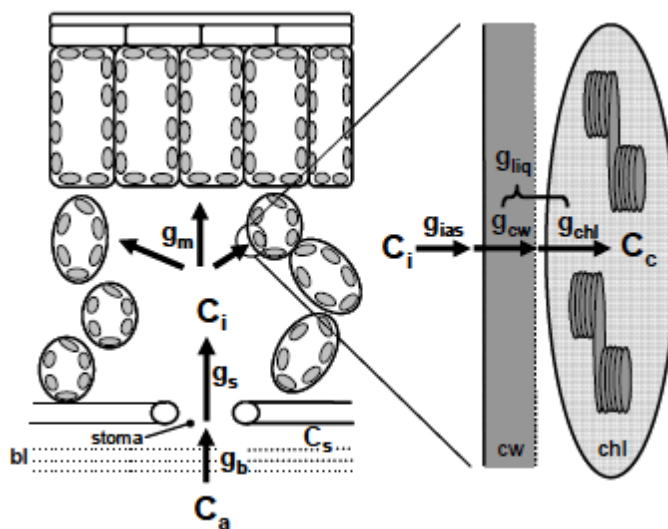 g_m
C_i
g_s
stoma
C_s
bl
g_b
C_a
g_liq
g_ias
g_cw
g_chl
C_i
C_c
cw
chl